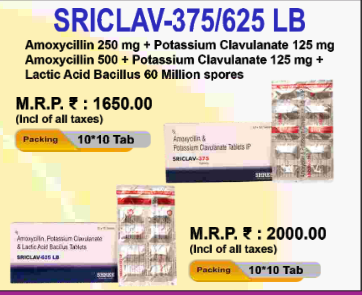 SRICLAV-375/625 LB
Amoxycillin 250 mg + Potassium Clavulanate 125 mg
Amoxycillin 500 + Potassium Clavulanate 125 mg +
Lactic Acid Bacillus 60 Million spores
M.R.P. ₹ : 1650.00
(Incl of all taxes)
Packing 10*10 Tab
Amoxycillin &
Potassium Clavulanate Tablets IP
SRICLAV-375
Amoxycillin, Potassium Clavulanate
& Lactic Acid Bacillus Tablets
SRICLAV-625 LB
M.R.P. ₹ : 2000.00
(Incl of all taxes)
Packing 10*10 Tab